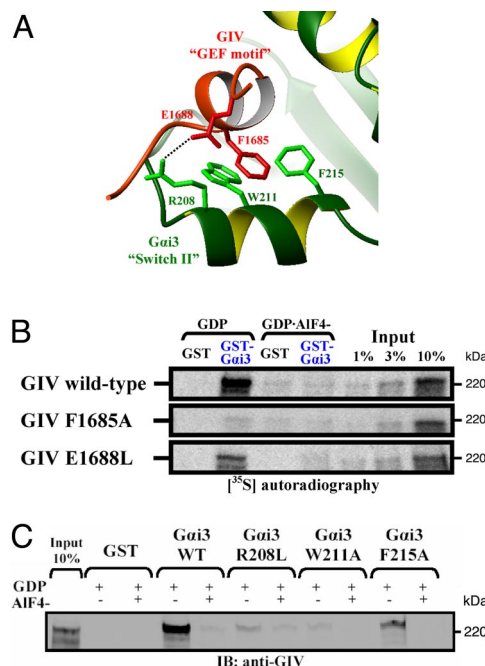 A
GIV
“GEF motif”
E1688
F1685
F215
R208
W211
Gαi3
“Switch II”
B
GDP GDP·AlF4- Input
GST GST-Gαi3 GST GST-Gαi3 1% 3% 10% kDa
GIV wild-type 220
GIV F1685A 220
GIV E1688L 220
[³⁵S] autoradiography
C
Input 10% GST Gαi3 WT Gαi3 R208L Gαi3 W211A Gαi3 F215A
GDP + + + + + + + + + + kDa
AlF4- - + - + - + - + - +
220
IB: anti-GIV